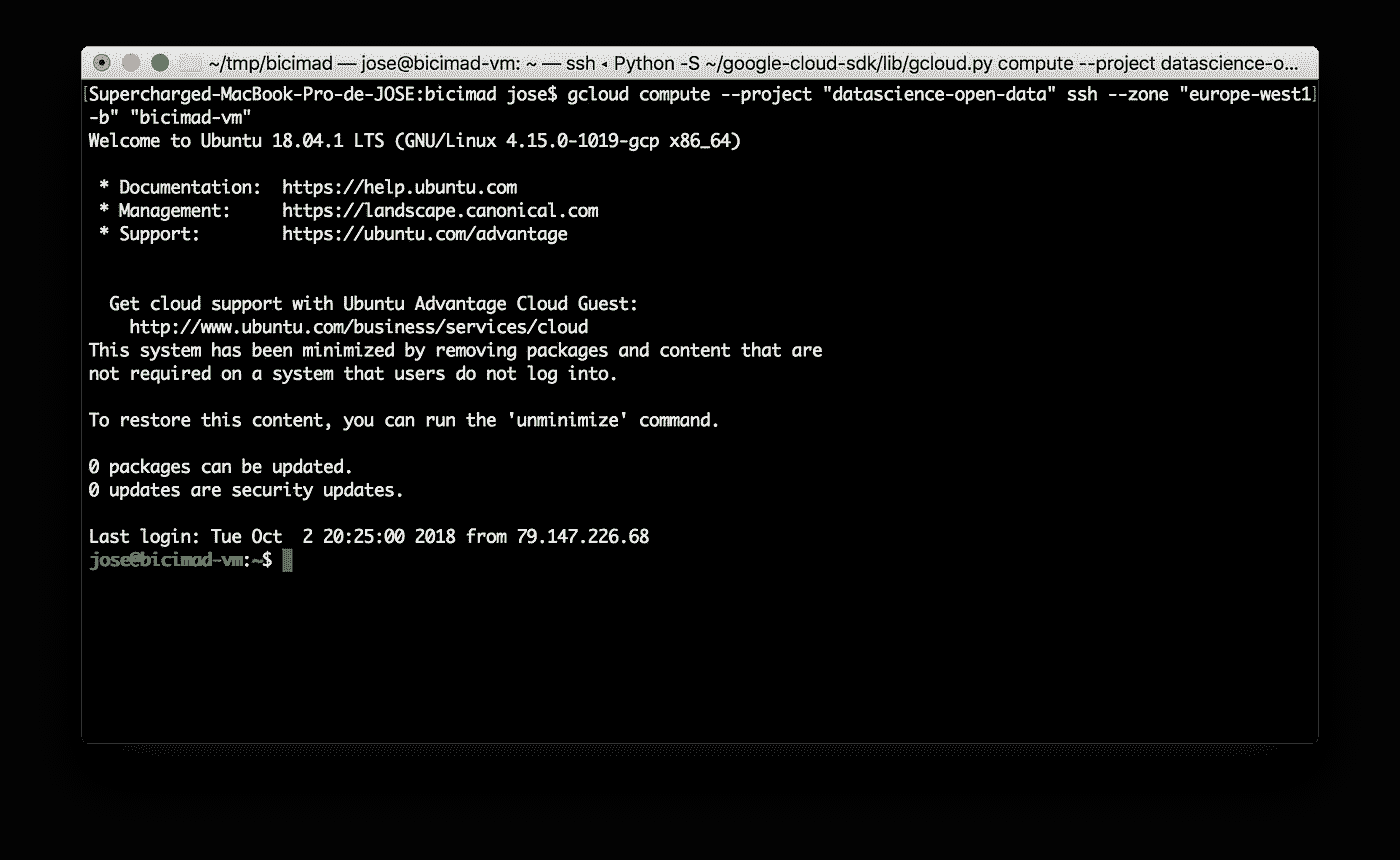 ~/tmp/bicimad — jose@bicimad-vm: ~ — ssh ◂ Python -S ~/google-cloud-sdk/lib/gcloud.py compute --project datascience-o...
[Supercharged-MacBook-Pro-de-JOSE:bicimad jose$ gcloud compute --project "datascience-open-data" ssh --zone "europe-west1]
-b" "bicimad-vm"
Welcome to Ubuntu 18.04.1 LTS (GNU/Linux 4.15.0-1019-gcp x86_64)
* Documentation:  https://help.ubuntu.com
* Management:     https://landscape.canonical.com
* Support:        https://ubuntu.com/advantage
Get cloud support with Ubuntu Advantage Cloud Guest:
http://www.ubuntu.com/business/services/cloud
This system has been minimized by removing packages and content that are
not required on a system that users do not log into.
To restore this content, you can run the 'unminimize' command.
0 packages can be updated.
0 updates are security updates.
Last login: Tue Oct  2 20:25:00 2018 from 79.147.226.68
jose@bicimad-vm:~$